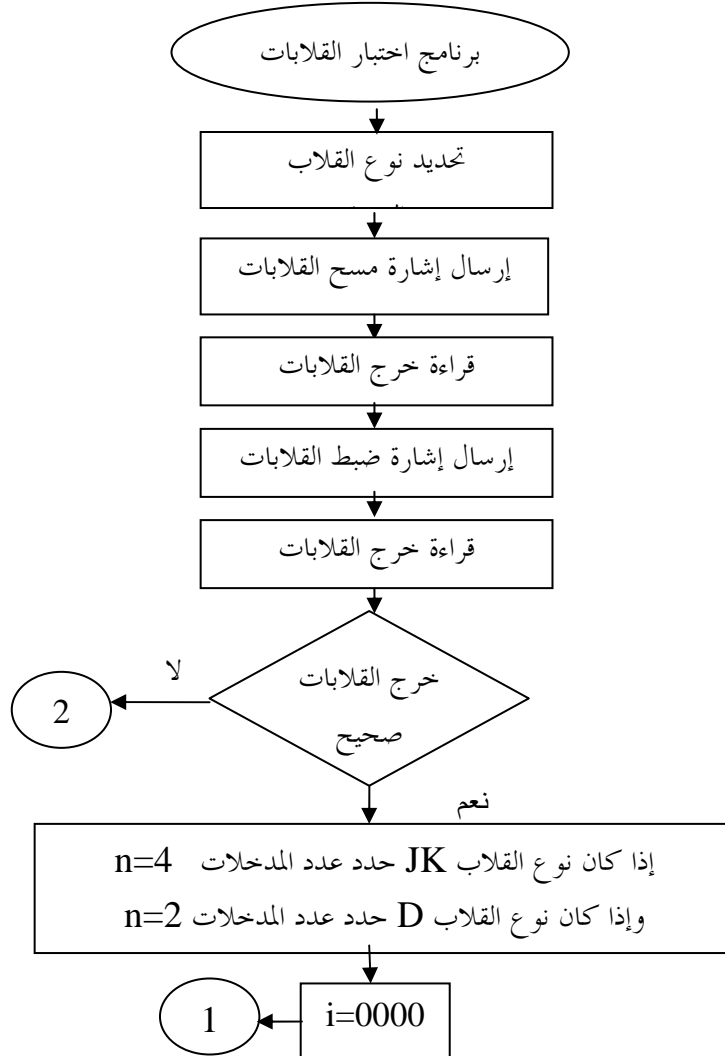 برنامج اختبار القلابات
تحديد نوع القلاب
إرسال إشارة مسح القلابات
قراءة خرج القلابات
إرسال إشارة ضبط القلابات
قراءة خرج القلابات
خرج القلابات
صحيح
لا
2
نعم
إذا كان نوع القلاب JK حدد عدد المدخلات n=4
وإذا كان نوع القلاب D حدد عدد المدخلات n=2
i=0000
1